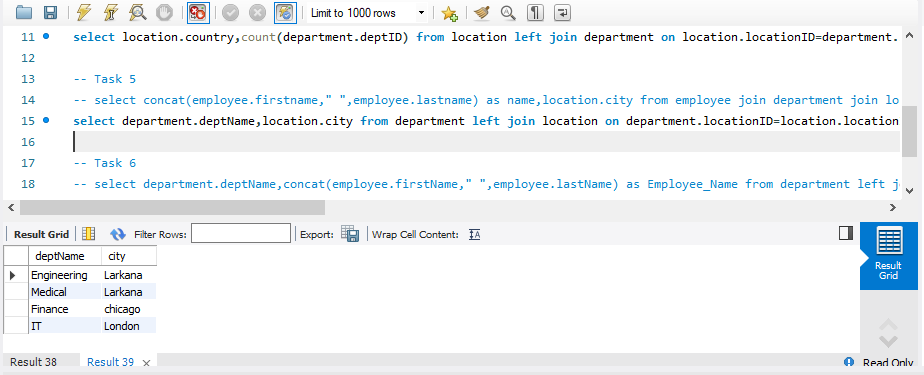 Limit to 1000 rows
11 select location.country,count(department.deptID) from location left join department on location.locationID=department.
12
13 -- Task 5
14 -- select concat(employee.firstname," ",employee.lastname) as name,location.city from employee join department join lo
15 select department.deptName,location.city from department left join location on department.locationID=location.location
16
17 -- Task 6
18 -- select department.deptName,concat(employee.firstName," ",employee.lastName) as Employee_Name from department left j
Result Grid Filter Rows: Export: Wrap Cell Content: IA
deptName city
Engineering Larkana
Medical Larkana
Finance chicago
IT London
Result
Grid
Result 38 Result 39 × Read Only